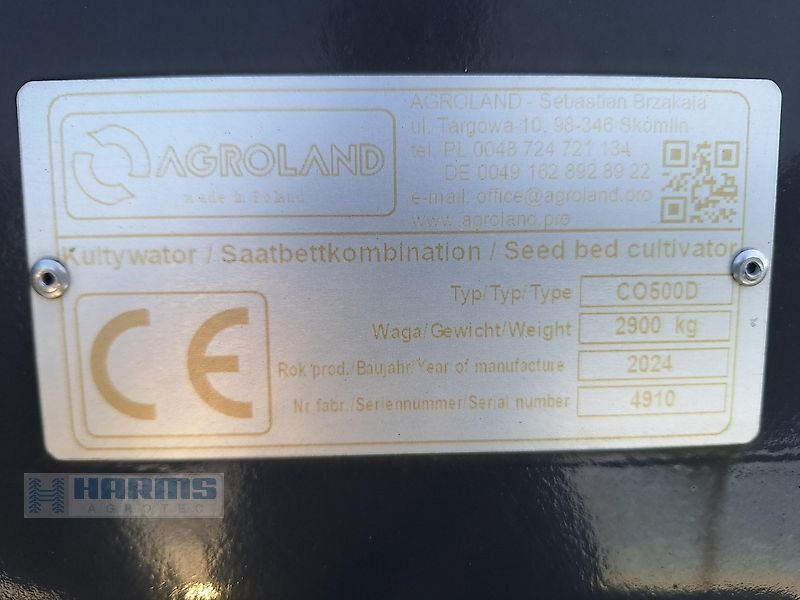 AGROLAND
made in Poland
AGROLAND - Sebastian Brząkała
ul. Targowa 10, 98-346 Skomlin
tel. PL 0048 724 721 134
DE 0049 162 892 89 22
e-mail: office@agroland.pro
www.agroland.pro
Kultywator / Saatbettkombination / Seed bed cultivator
Typ/Typ/Type CO500D
Waga/Gewicht/Weight 2900 kg
Rok prod./Baujahr/Year of manufacture 2024
Nr fabr./Seriennummer/Serial number 4910
CE
HARMS
AGROTEC